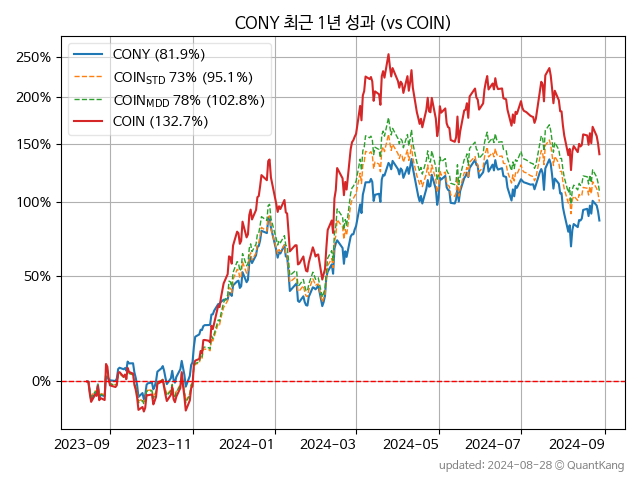 CONY 최근 1년 성과 (vs COIN)
CONY (81.9%)
COIN_STD 73% (95.1%)
COIN_MDD 78% (102.8%)
COIN (132.7%)
250%
200%
150%
100%
50%
0%
2023-09 2023-11 2024-01 2024-03 2024-05 2024-07 2024-09
updated: 2024-08-28 © QuantKang